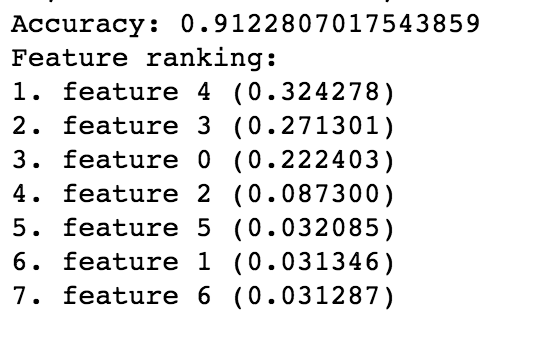 Accuracy: 0.9122807017543859
Feature ranking:
1. feature 4 (0.324278)
2. feature 3 (0.271301)
3. feature 0 (0.222403)
4. feature 2 (0.087300)
5. feature 5 (0.032085)
6. feature 1 (0.031346)
7. feature 6 (0.031287)